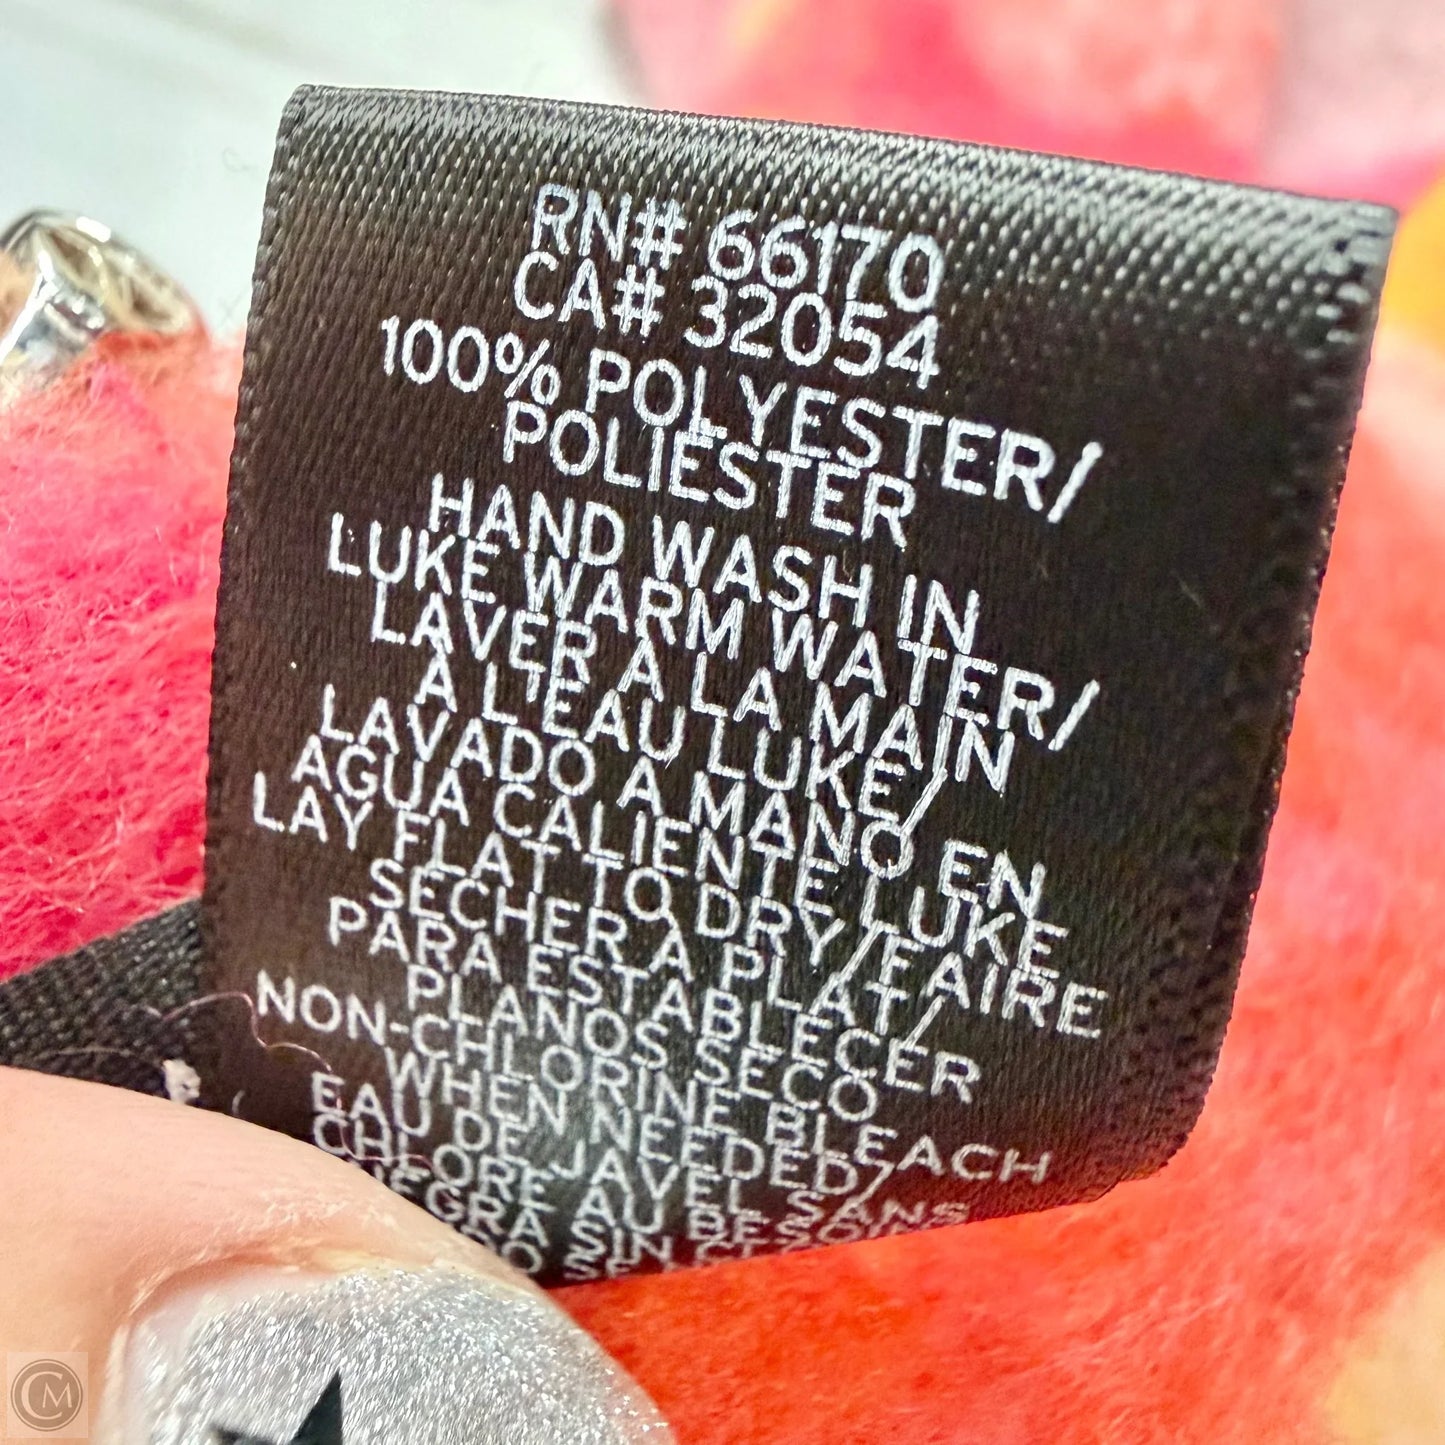 RN# 66170
CA# 32054
100% POLYESTER/
POLIESTER
HAND WASH IN
LUKE WARM WATER/
LAVER A LA MAIN
À L'EAU LUKE/
LAVADO A MANO EN
AGUA CALIENTE LUKE
LAY FLAT TO DRY/FAIRE
SECHER A PLAT/
PARA ESTABLECER
PLANOS SECO
NON-CHLORINE BLEACH
WHEN NEEDED/
EAU DE JAVEL SANS
CHLORE AU BESOIN
SIN
CM